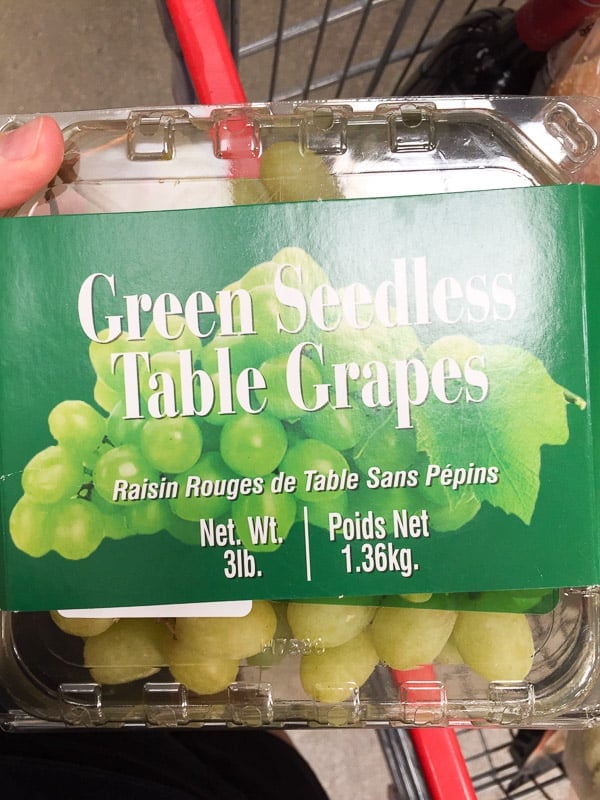 Green Seedless
Table Grapes
Raisin Rouges de Table Sans Pépins
Net. Wt.
3lb.
Poids Net
1.36kg.